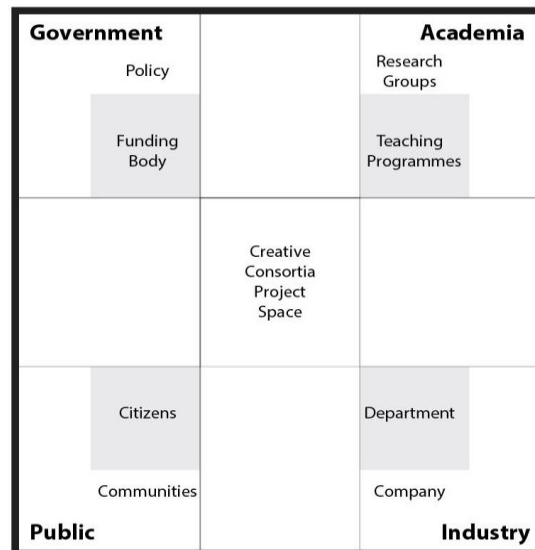 Government
Academia
Policy
Research
Groups
Funding
Body
Teaching
Programmes
Creative
Consortia
Project
Space
Citizens
Department
Communities
Company
Public
Industry